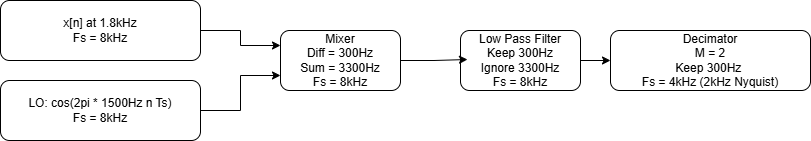 x[n] at 1.8kHz
Fs = 8kHz
LO: cos(2pi * 1500Hz n Ts)
Fs = 8kHz
Mixer
Diff = 300Hz
Sum = 3300Hz
Fs = 8kHz
Low Pass Filter
Keep 300Hz
Ignore 3300Hz
Fs = 8kHz
Decimator
M = 2
Keep 300Hz
Fs = 4kHz (2kHz Nyquist)